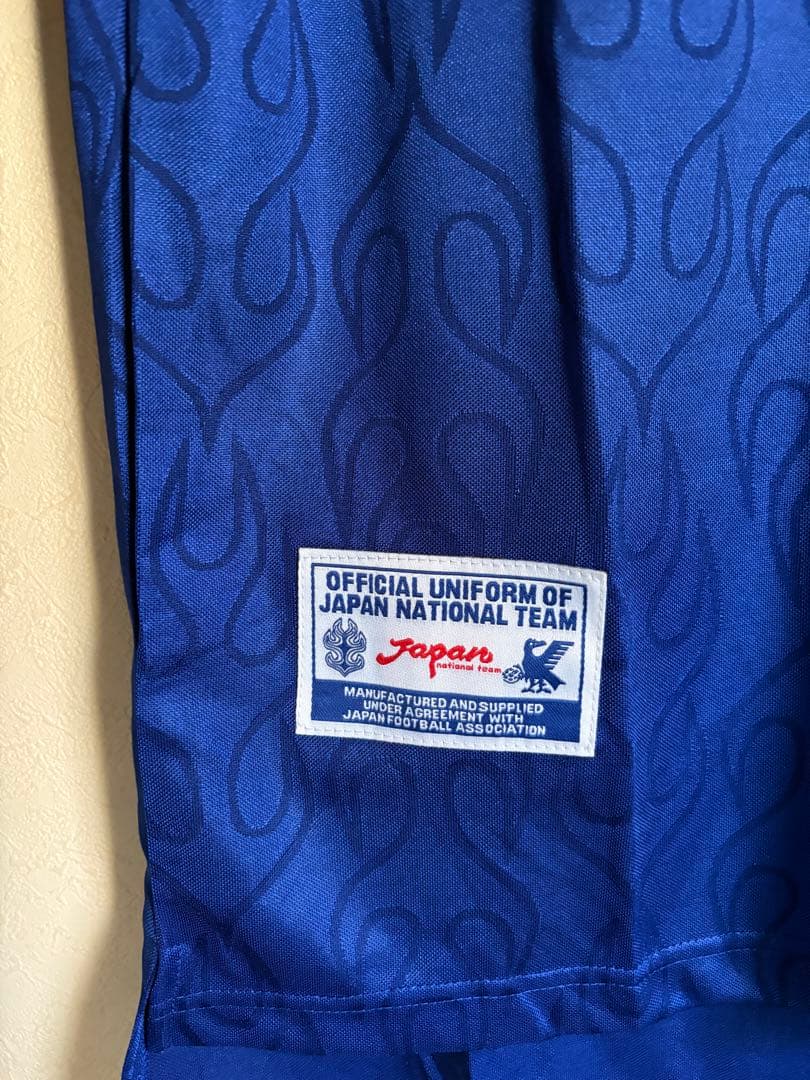 OFFICIAL UNIFORM OF
JAPAN NATIONAL TEAM
Japan
national team
MANUFACTURED AND SUPPLIED
UNDER AGREEMENT WITH
JAPAN FOOTBALL ASSOCIATION